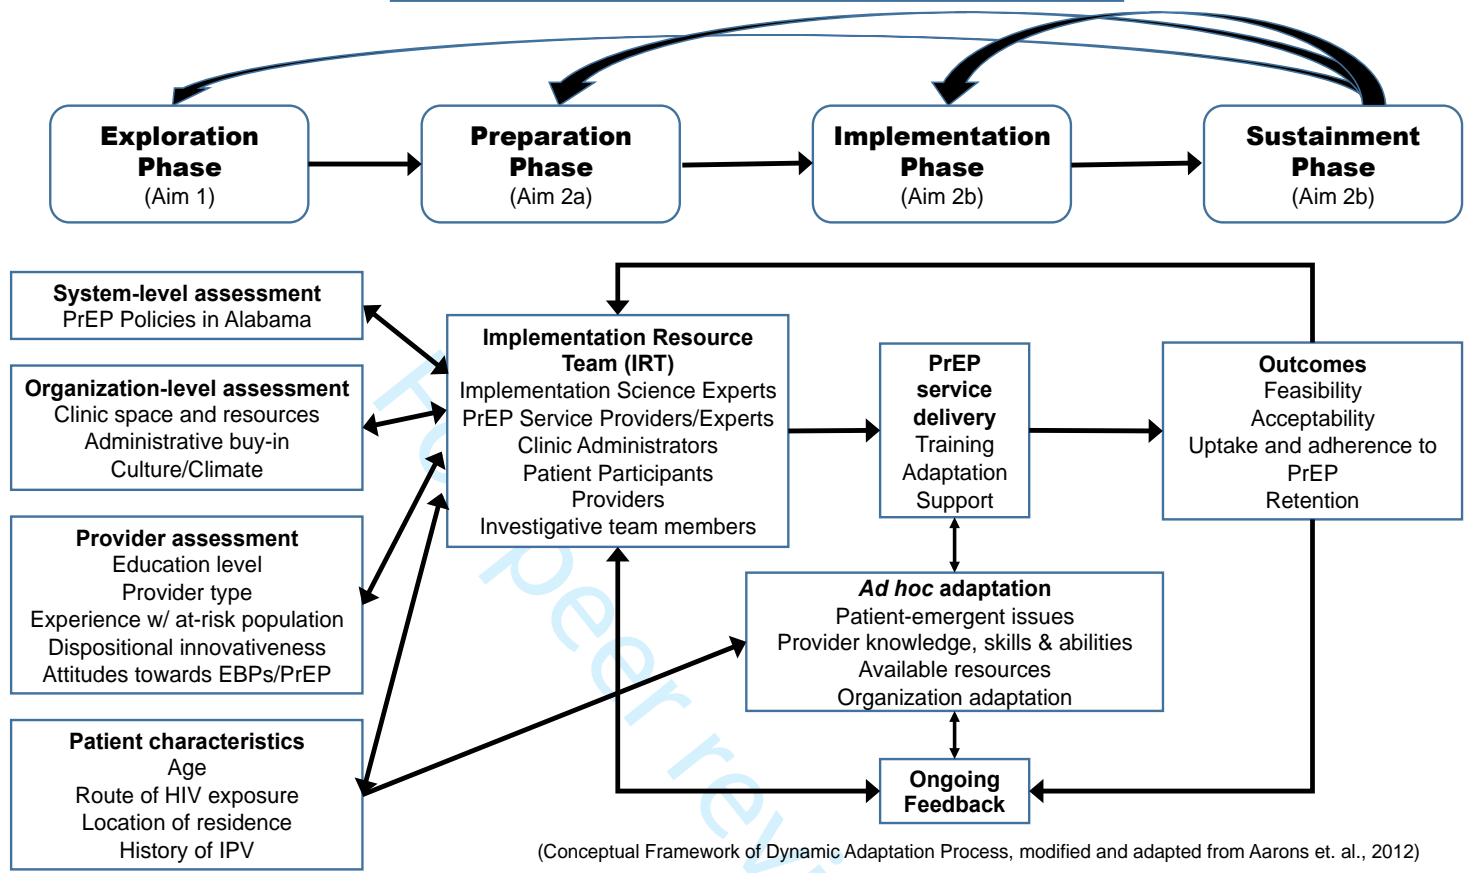 Exploration
Phase
(Aim 1)
Preparation
Phase
(Aim 2a)
Implementation
Phase
(Aim 2b)
Sustainment
Phase
(Aim 2b)
System-level assessment
PrEP Policies in Alabama
Organization-level assessment
Clinic space and resources
Administrative buy-in
Culture/Climate
Provider assessment
Education level
Provider type
Experience w/ at-risk population
Dispositional innovativeness
Attitudes towards EBPs/PrEP
Patient characteristics
Age
Route of HIV exposure
Location of residence
History of IPV
Implementation Resource
Team (IRT)
Implementation Science Experts
PrEP Service Providers/Experts
Clinic Administrators
Patient Participants
Providers
Investigative team members
PrEP
service
delivery
Training
Adaptation
Support
Outcomes
Feasibility
Acceptability
Uptake and adherence to
PrEP
Retention
Ad hoc adaptation
Patient-emergent issues
Provider knowledge, skills & abilities
Available resources
Organization adaptation
Ongoing
Feedback
(Conceptual Framework of Dynamic Adaptation Process, modified and adapted from Aarons et. al., 2012)